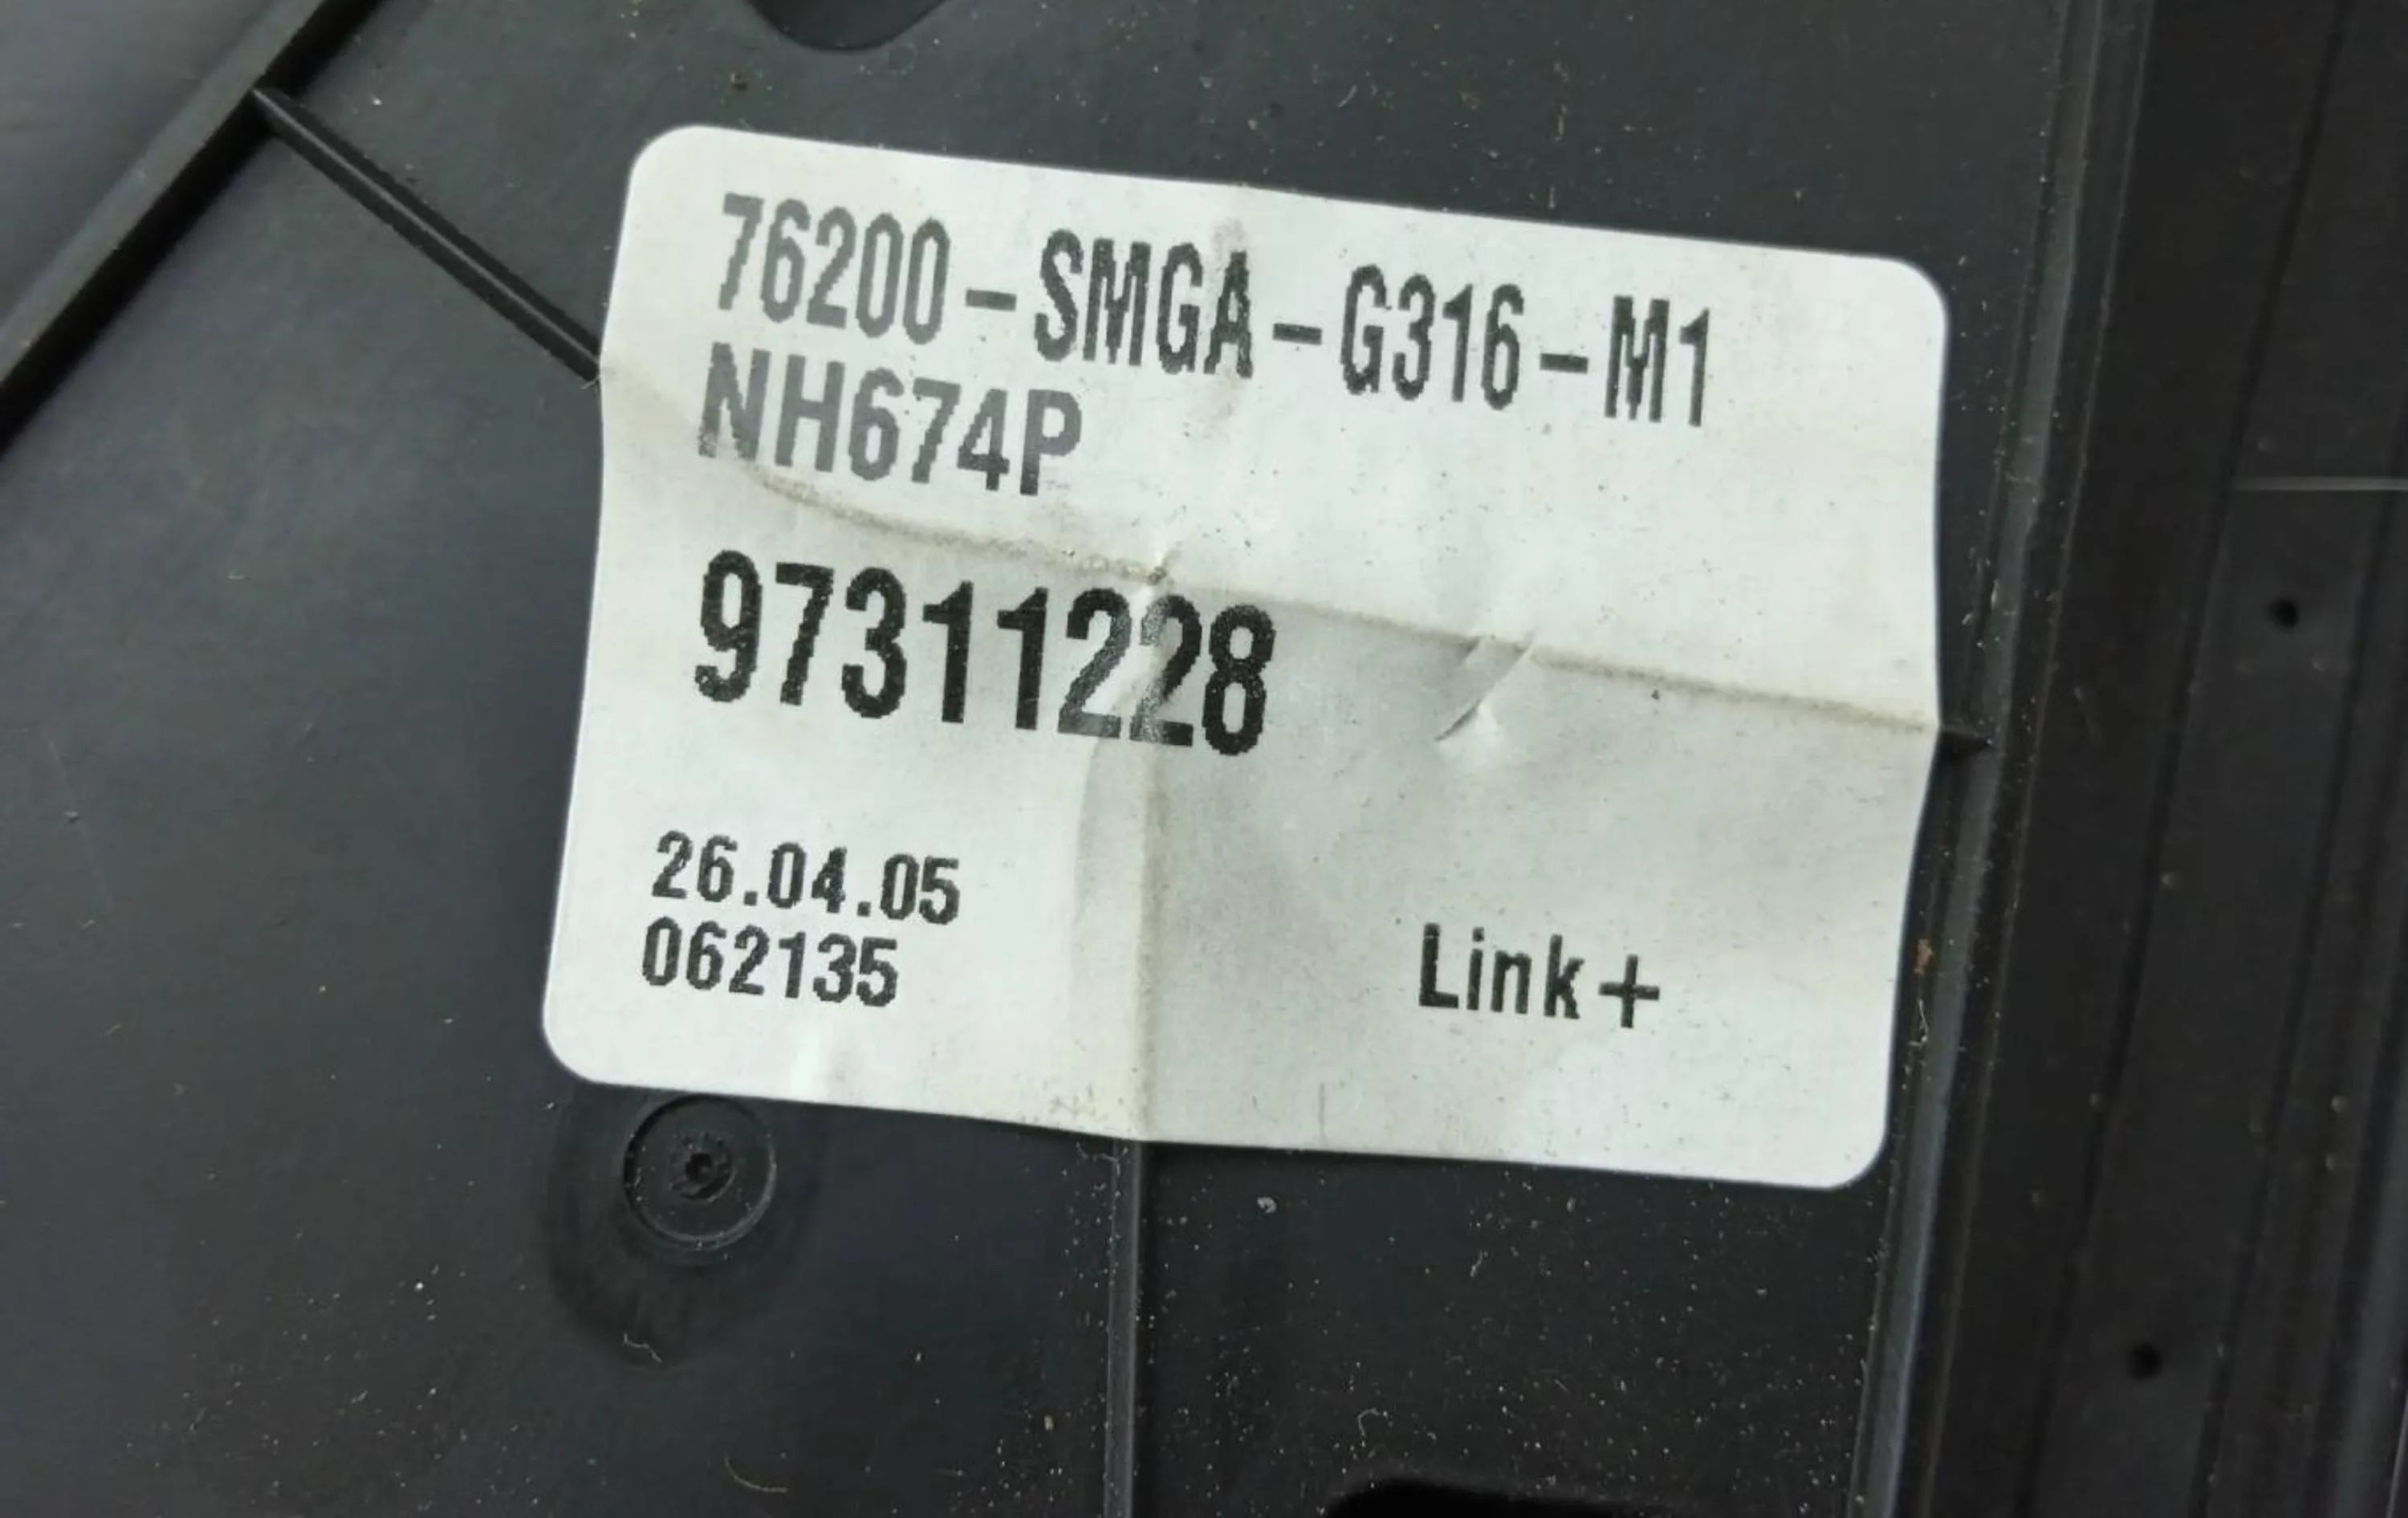 76200-SMGA-G316-M1
NH674P
97311228
26.04.05
062135
Link+